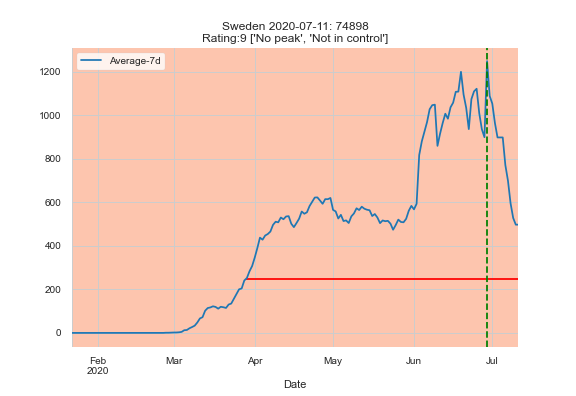 Sweden 2020-07-11: 74898
Rating:9 ['No peak', 'Not in control']
Average-7d
1200
1000
800
600
400
200
0
Feb Mar Apr May Jun Jul
2020
Date